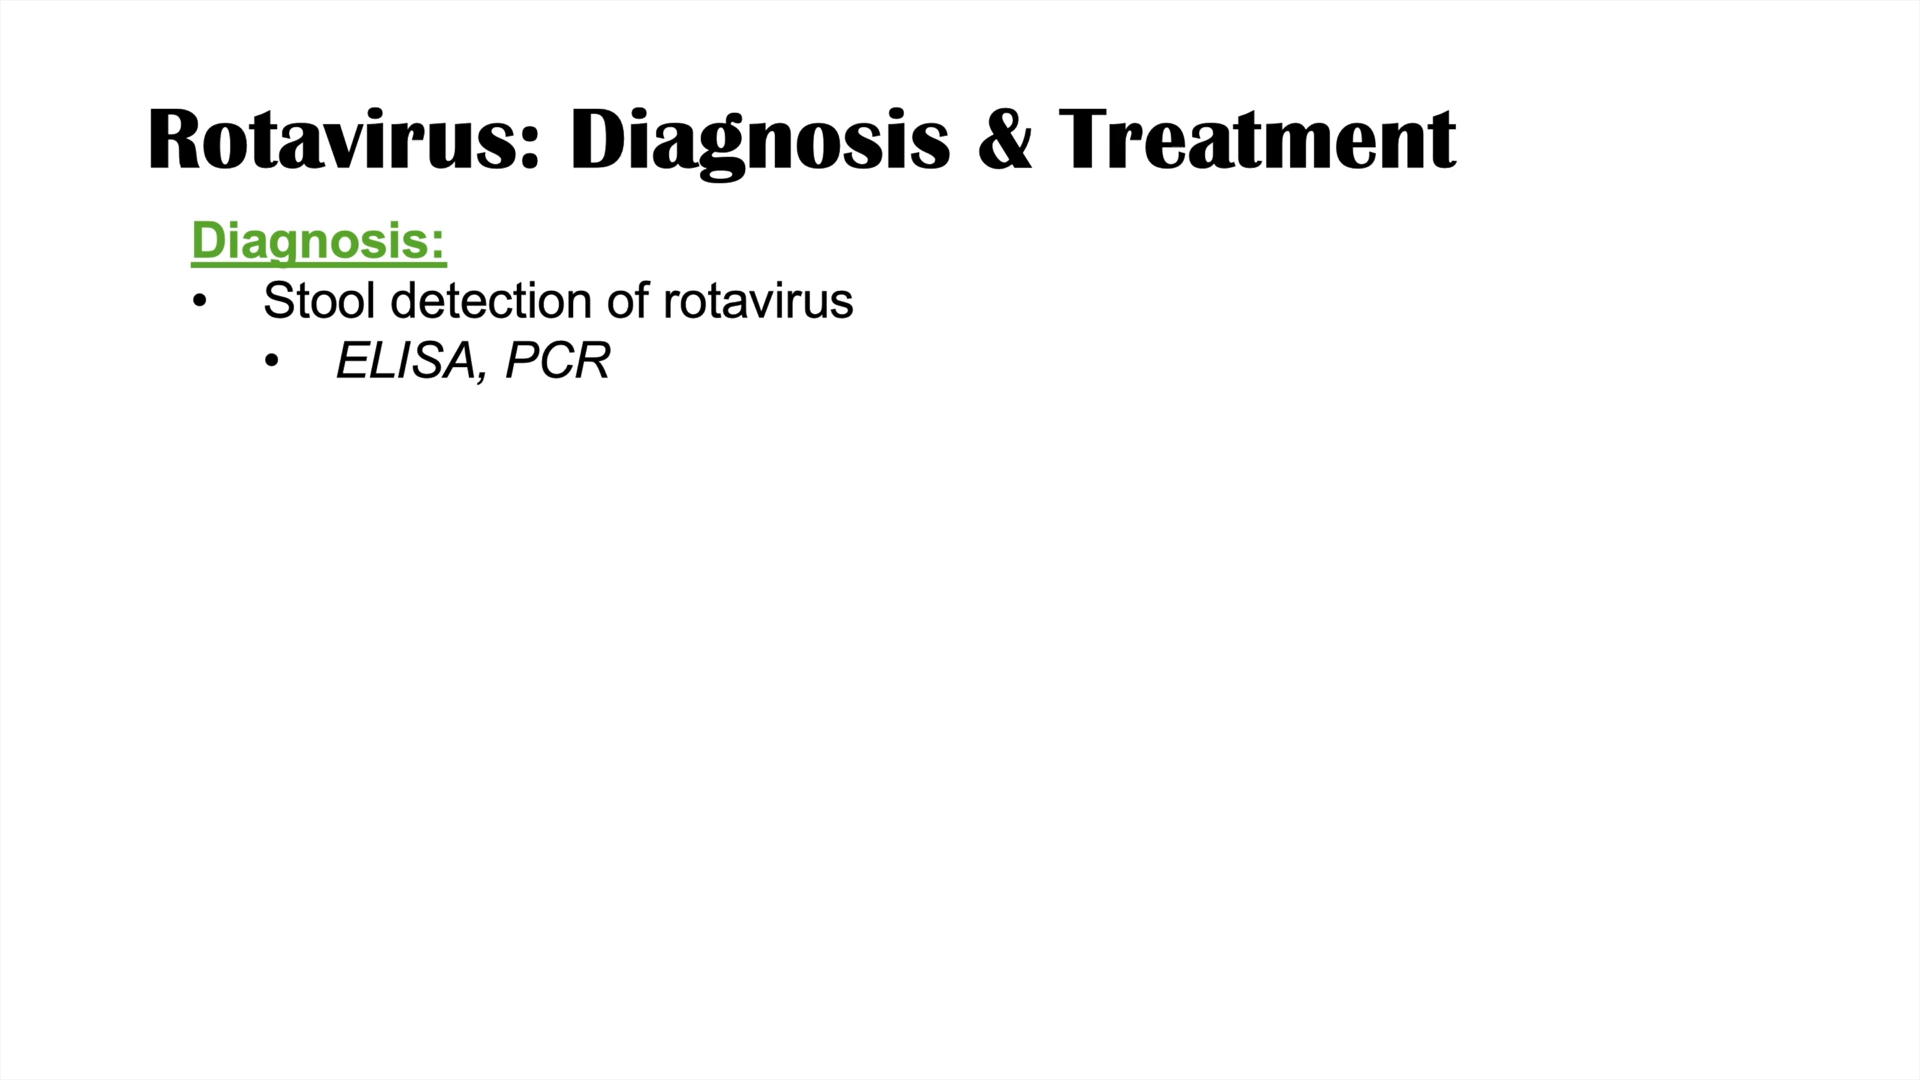 Rotavirus: Diagnosis & Treatment
Diagnosis:
• Stool detection of rotavirus
• ELISA, PCR